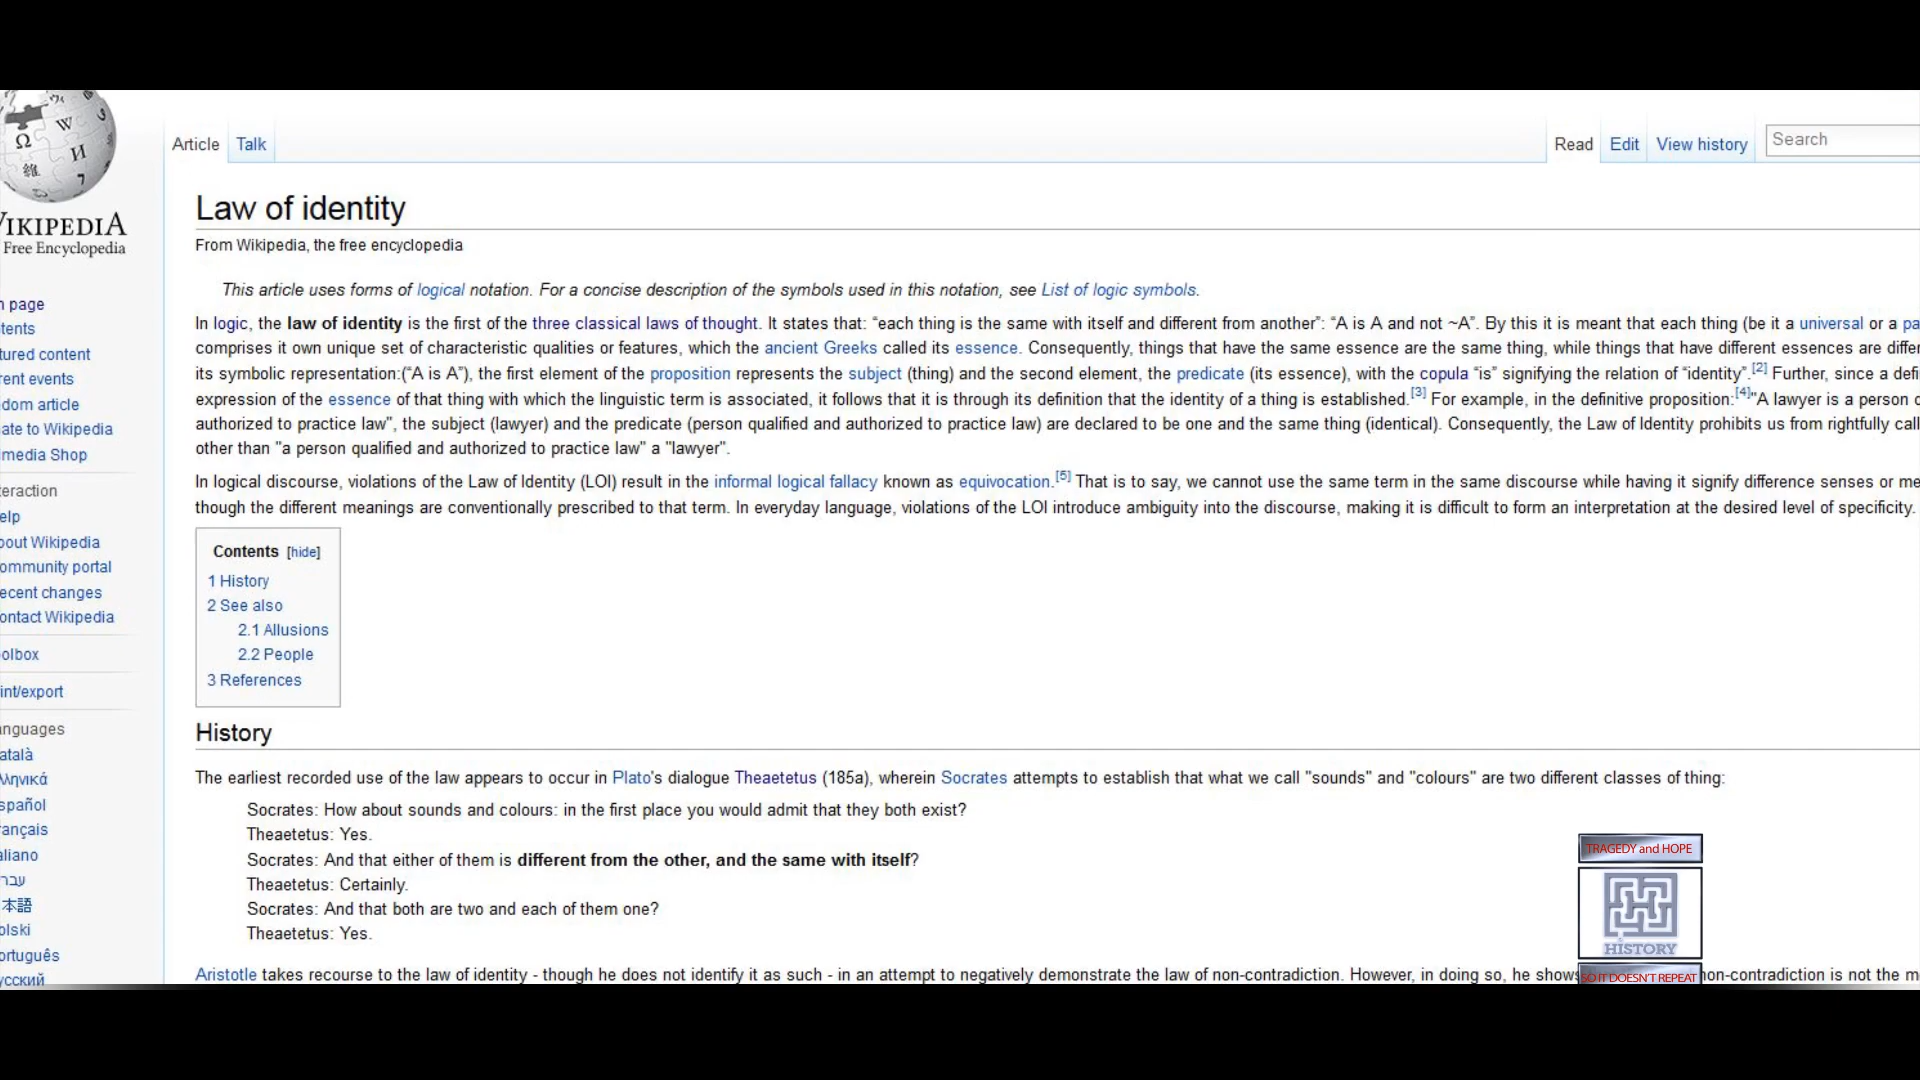 Article Talk Read Edit View history Search
WIKIPEDIA
Free Encyclopedia
Law of identity
From Wikipedia, the free encyclopedia
This article uses forms of logical notation. For a concise description of the symbols used in this notation, see List of logic symbols.
In logic, the law of identity is the first of the three classical laws of thought. It states that: “each thing is the same with itself and different from another”: “A is A and not ~A”. By this it is meant that each thing (be it a universal or a pa
comprises it own unique set of characteristic qualities or features, which the ancient Greeks called its essence. Consequently, things that have the same essence are the same thing, while things that have different essences are differ
its symbolic representation:(“A is A”), the first element of the proposition represents the subject (thing) and the second element, the predicate (its essence), with the copula “is” signifying the relation of “identity”.[2] Further, since a defi
expression of the essence of that thing with which the linguistic term is associated, it follows that it is through its definition that the identity of a thing is established.[3] For example, in the definitive proposition:[4]"A lawyer is a person
authorized to practice law", the subject (lawyer) and the predicate (person qualified and authorized to practice law) are declared to be one and the same thing (identical). Consequently, the Law of Identity prohibits us from rightfully call
other than "a person qualified and authorized to practice law" a "lawyer".
In logical discourse, violations of the Law of Identity (LOI) result in the informal logical fallacy known as equivocation.[5] That is to say, we cannot use the same term in the same discourse while having it signify difference senses or me
though the different meanings are conventionally prescribed to that term. In everyday language, violations of the LOI introduce ambiguity into the discourse, making it is difficult to form an interpretation at the desired level of specificity.
Contents [hide]
1 History
2 See also
2.1 Allusions
2.2 People
3 References
History
The earliest recorded use of the law appears to occur in Plato's dialogue Theaetetus (185a), wherein Socrates attempts to establish that what we call "sounds" and "colours" are two different classes of thing:
Socrates: How about sounds and colours: in the first place you would admit that they both exist?
Theaetetus: Yes.
Socrates: And that either of them is different from the other, and the same with itself?
Theaetetus: Certainly.
Socrates: And that both are two and each of them one?
Theaetetus: Yes.
Aristotle takes recourse to the law of identity - though he does not identify it as such - in an attempt to negatively demonstrate the law of non-contradiction. However, in doing so, he shows non-contradiction is not the m
n page
tents
tured content
rent events
dom article
ate to Wikipedia
media Shop
teraction
elp
bout Wikipedia
ommunity portal
ecent changes
ontact Wikipedia
olbox
int/export
anguages
atalà
λληνικά
spañol
rançais
aliano
עברי
本語
olski
ortuguês
усский
TRAGEDY and HOPE
HISTORY
SO IT DOESN'T REPEAT